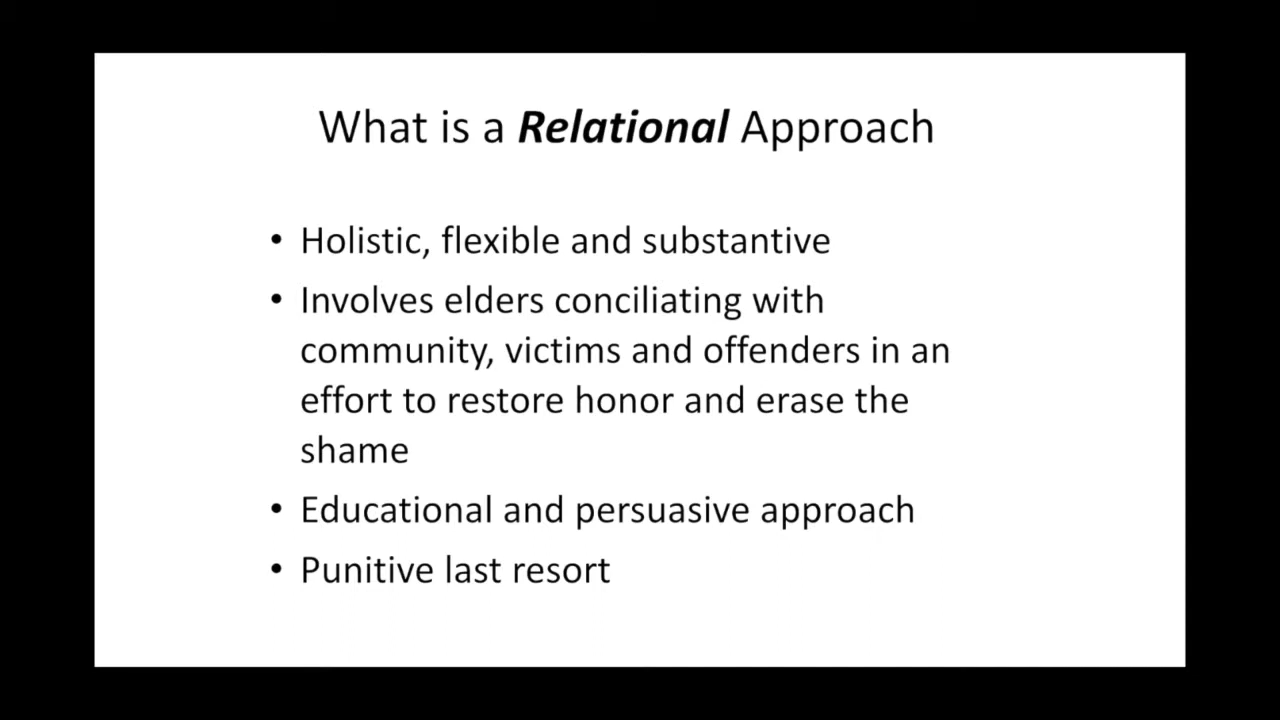 What is a Relational Approach
• Holistic, flexible and substantive
• Involves elders conciliating with
community, victims and offenders in an
effort to restore honor and erase the
shame
• Educational and persuasive approach
• Punitive last resort